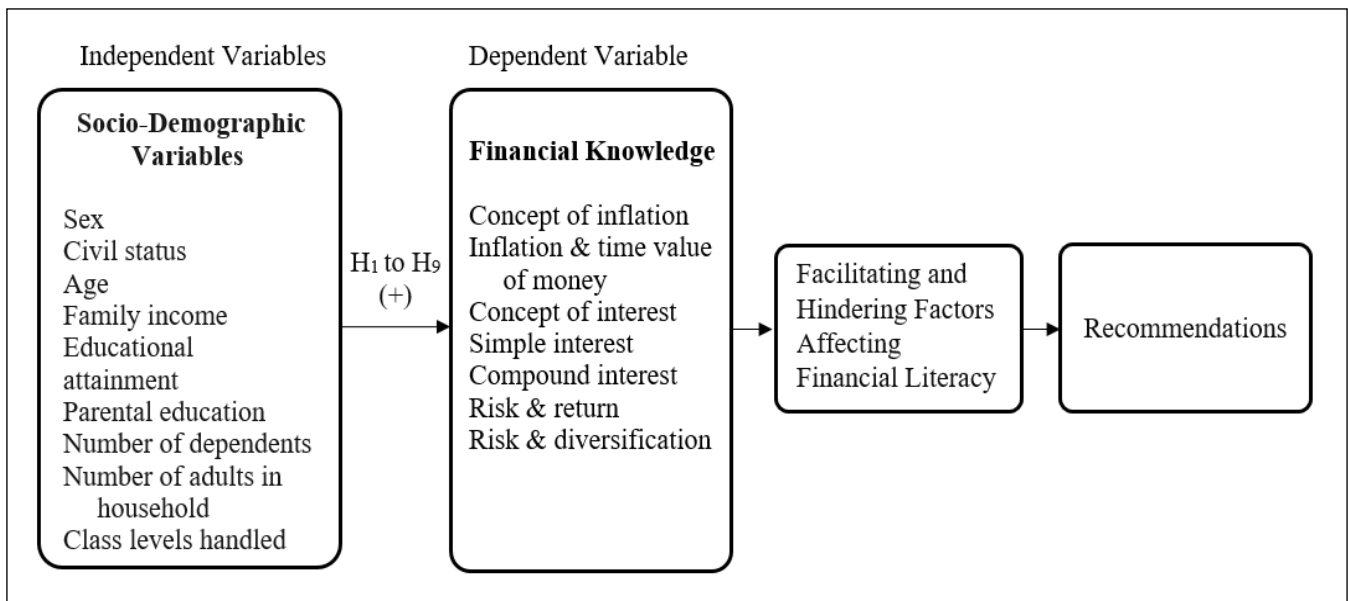 Independent Variables
Socio-Demographic
Variables
Sex
Civil status
Age
Family income
Educational
attainment
Parental education
Number of dependents
Number of adults in
household
Class levels handled
H₁ to H₉
(+)
Dependent Variable
Financial Knowledge
Concept of inflation
Inflation & time value
of money
Concept of interest
Simple interest
Compound interest
Risk & return
Risk & diversification
Facilitating and
Hindering Factors
Affecting
Financial Literacy
Recommendations